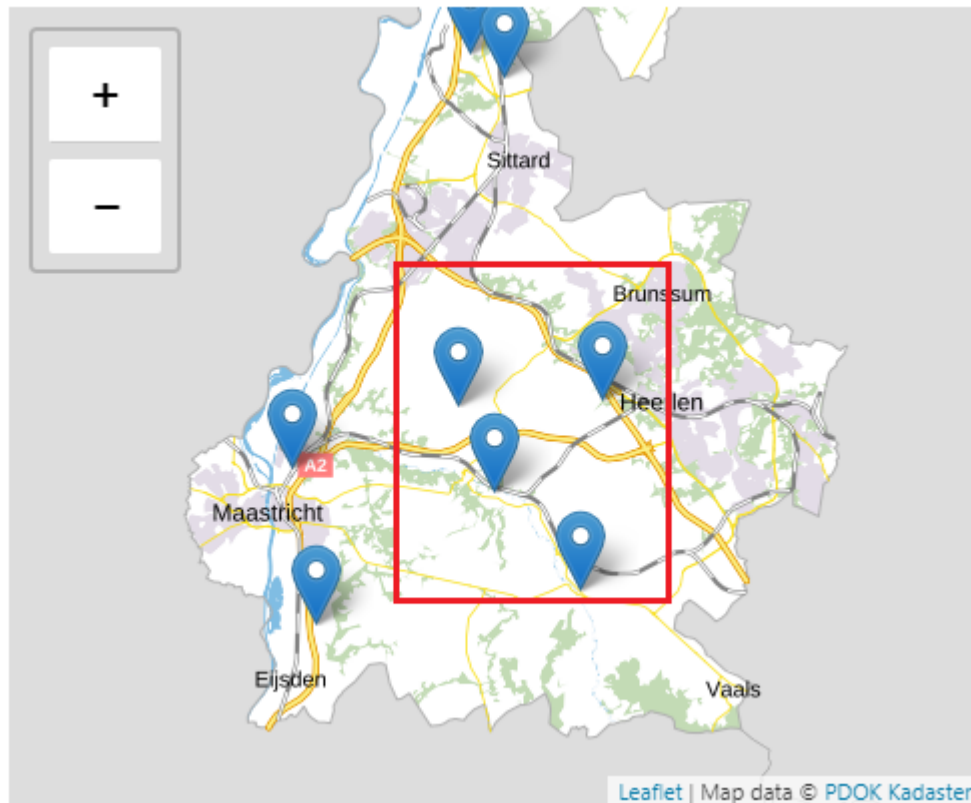 +
−
Sittard
Brunssum
Heerlen
A2
Maastricht
Eijsden
Vaals
Leaflet | Map data © PDOK Kadaster